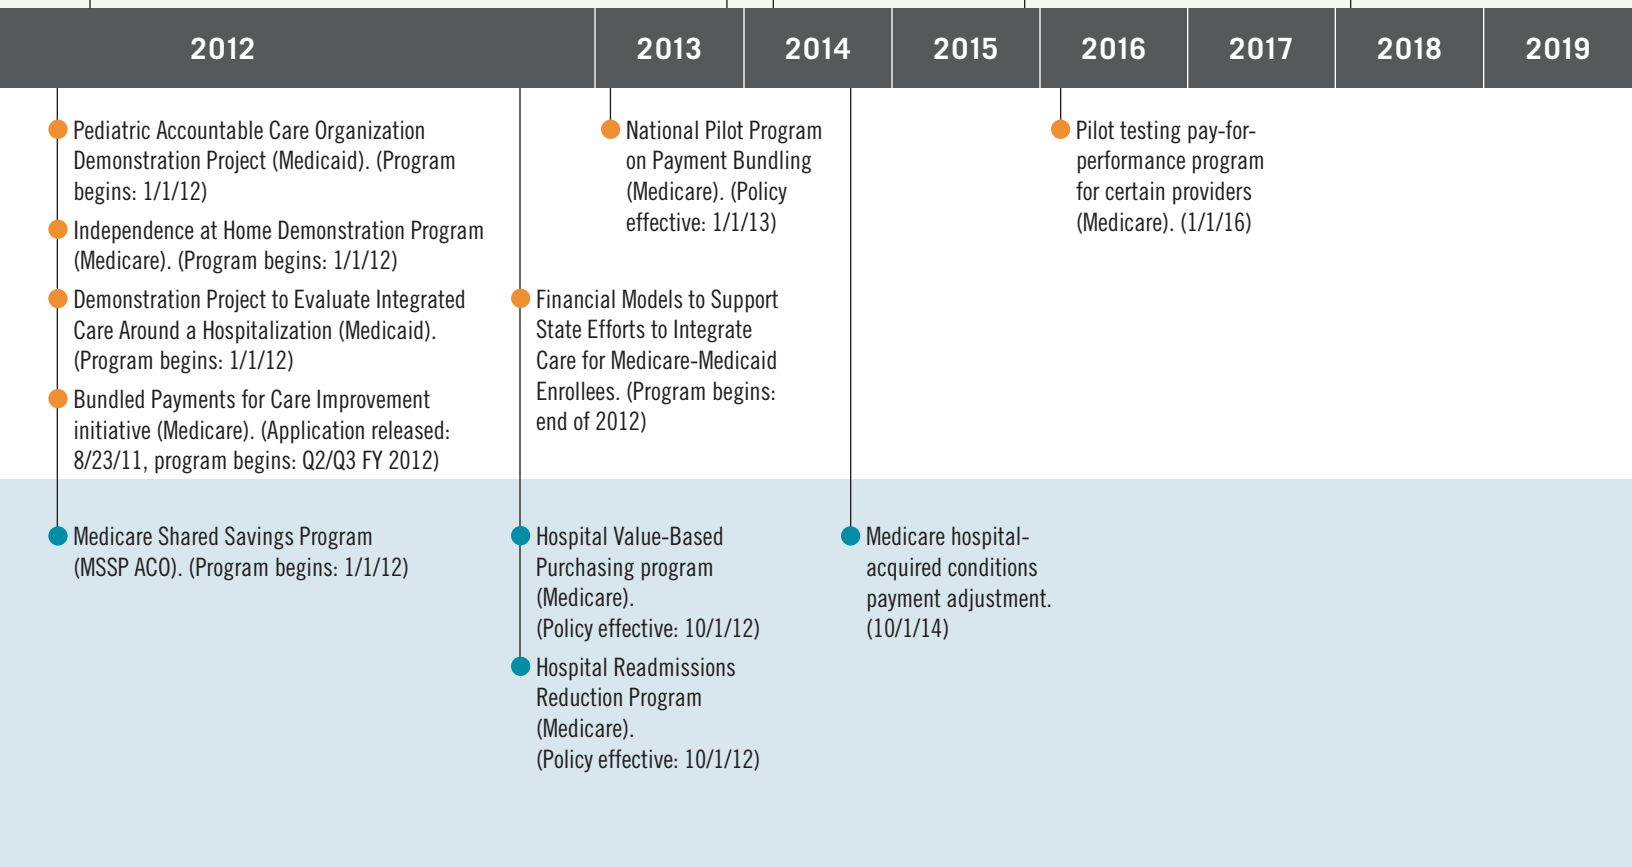 2012
2013
2014
2015
2016
2017
2018
2019
Pediatric Accountable Care Organization
Demonstration Project (Medicaid). (Program
begins: 1/1/12)
Independence at Home Demonstration Program
(Medicare). (Program begins: 1/1/12)
Demonstration Project to Evaluate Integrated
Care Around a Hospitalization (Medicaid).
(Program begins: 1/1/12)
Bundled Payments for Care Improvement
initiative (Medicare). (Application released:
8/23/11, program begins: Q2/Q3 FY 2012)
Financial Models to Support
State Efforts to Integrate
Care for Medicare-Medicaid
Enrollees. (Program begins:
end of 2012)
National Pilot Program
on Payment Bundling
(Medicare). (Policy
effective: 1/1/13)
Pilot testing pay-for-
performance program
for certain providers
(Medicare). (1/1/16)
Medicare Shared Savings Program
(MSSP ACO). (Program begins: 1/1/12)
Hospital Value-Based
Purchasing program
(Medicare).
(Policy effective: 10/1/12)
Hospital Readmissions
Reduction Program
(Medicare).
(Policy effective: 10/1/12)
Medicare hospital-
acquired conditions
payment adjustment.
(10/1/14)